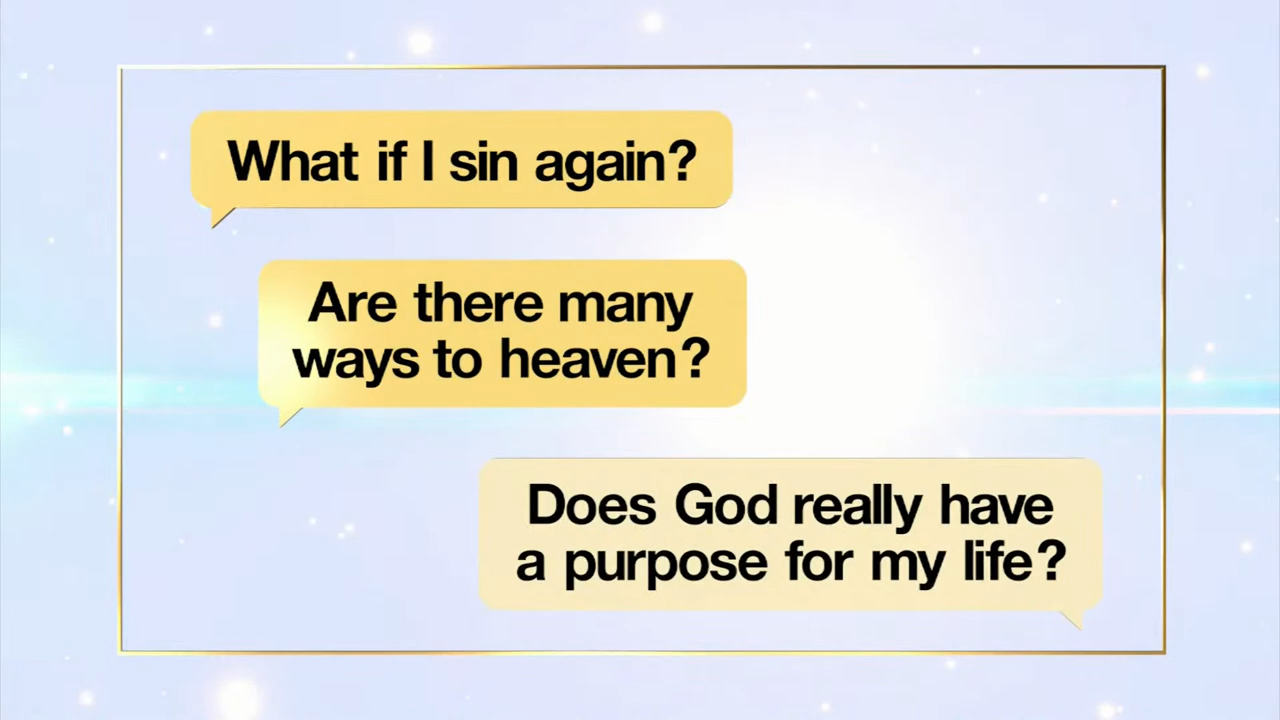 What if I sin again?
Are there many
ways to heaven?
Does God really have
a purpose for my life?